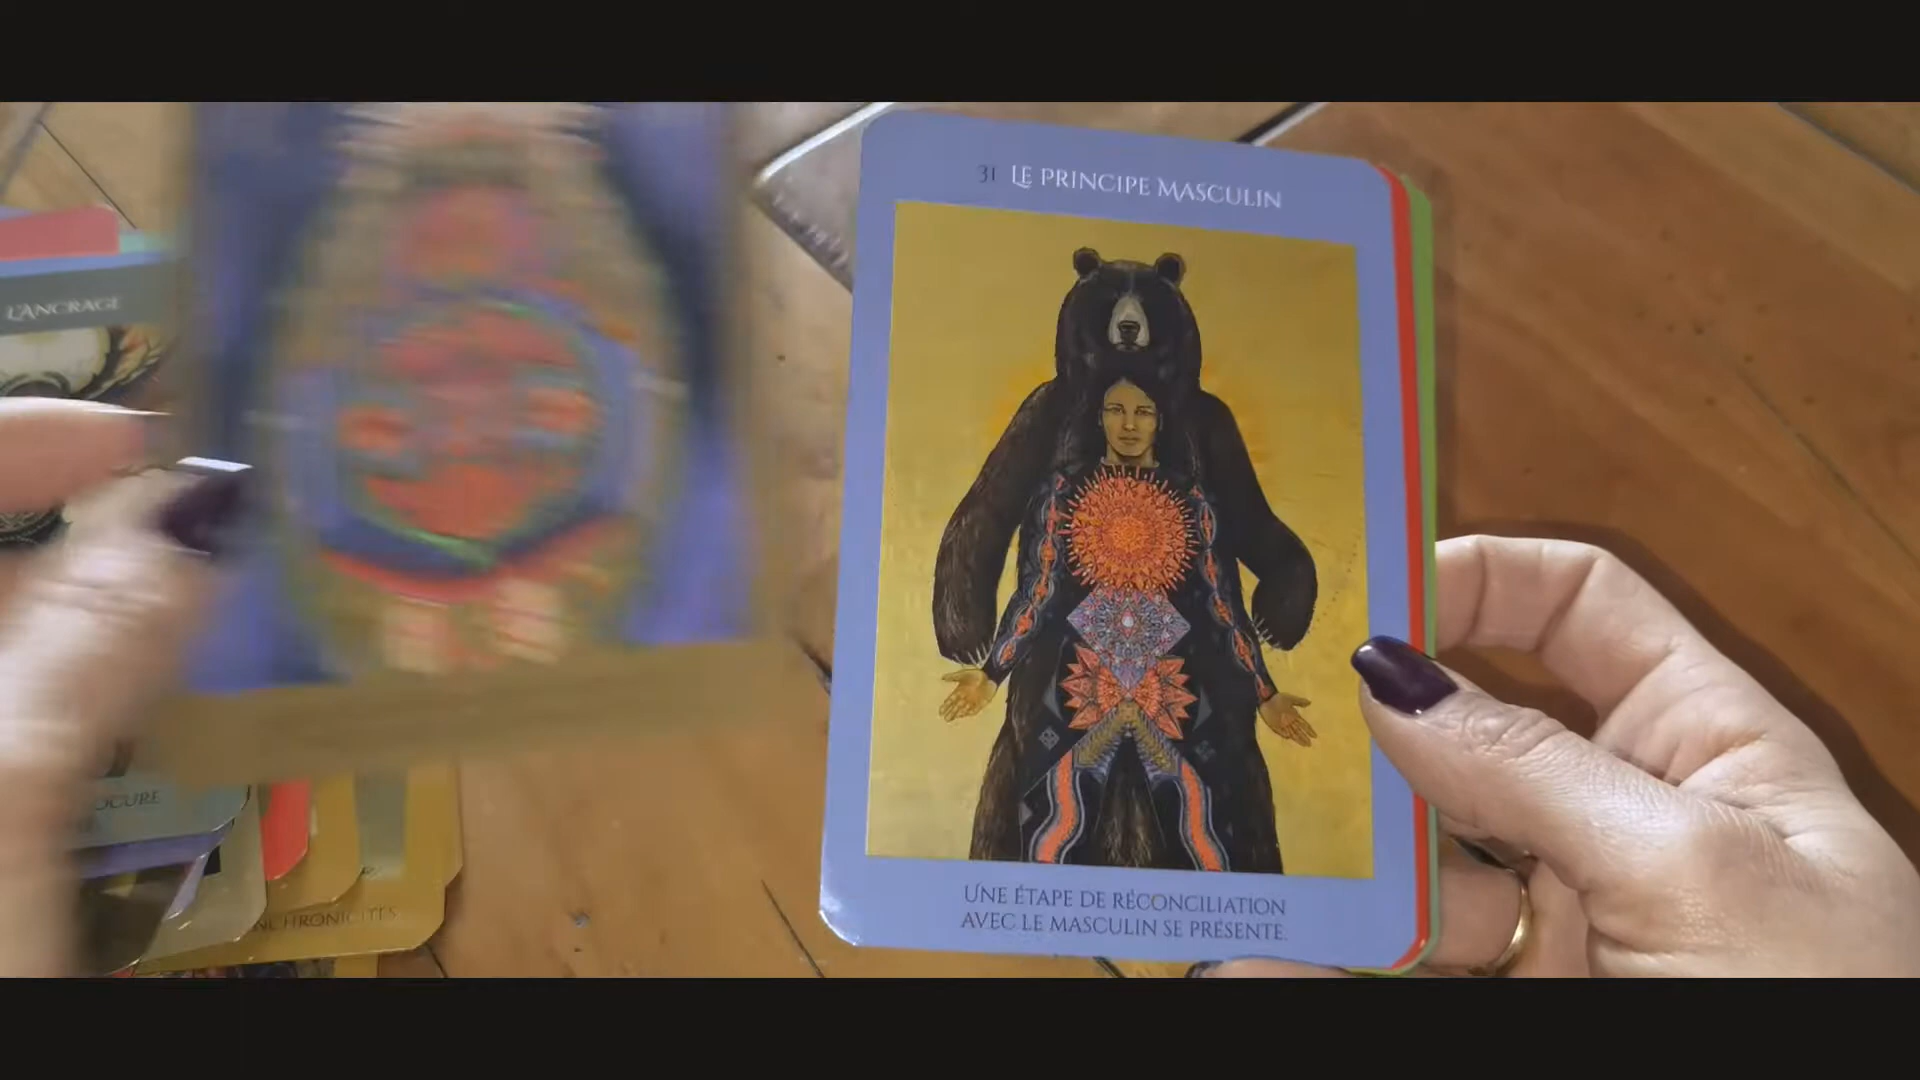 31 LE PRINCIPE MASCULIN
L'ANCRAGE
UNE ÉTAPE DE RÉCONCILIATION
AVEC LE MASCULIN SE PRÉSENTE.